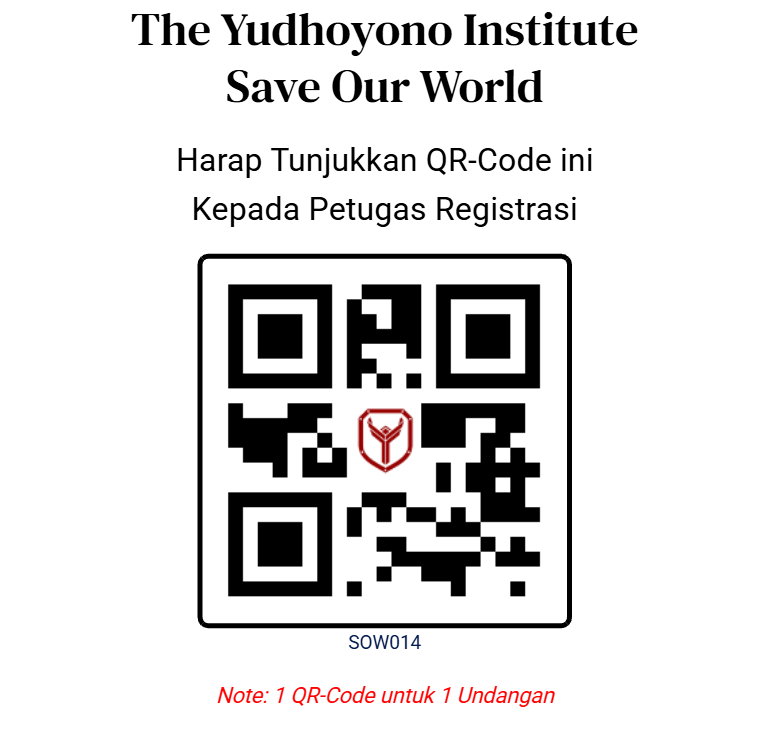 The Yudhoyono Institute
Save Our World
Harap Tunjukkan QR-Code ini
Kepada Petugas Registrasi
SOW014
Note: 1 QR-Code untuk 1 Undangan